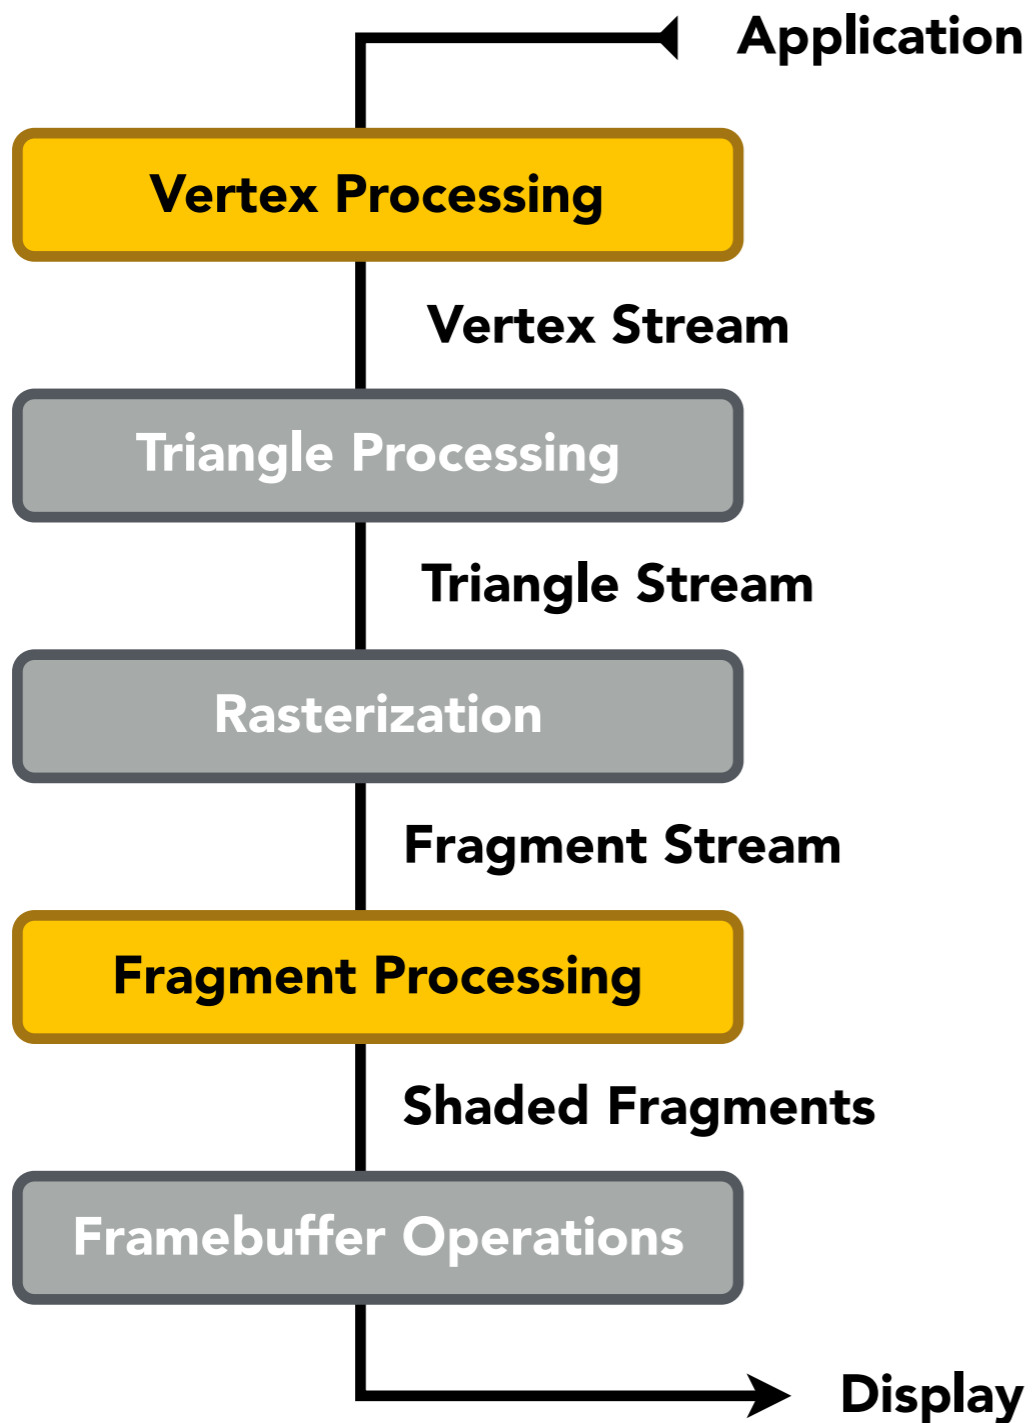 Application
Vertex Processing
Vertex Stream
Triangle Processing
Triangle Stream
Rasterization
Fragment Stream
Fragment Processing
Shaded Fragments
Framebuffer Operations
Display